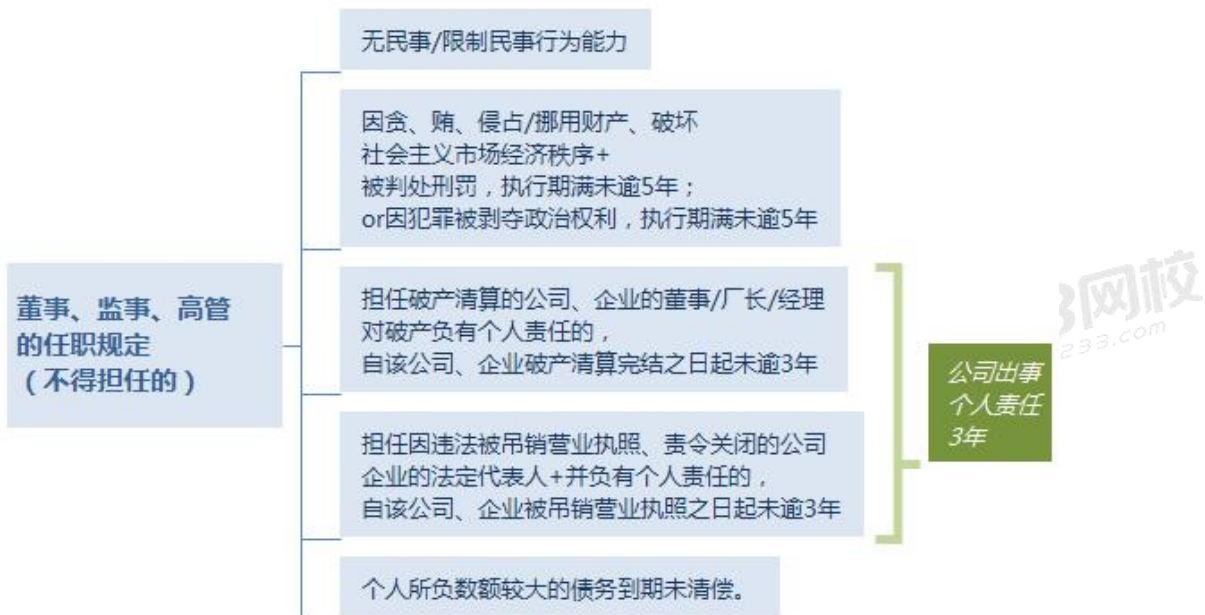 无民事/限制民事行为能力
因贪、贿、侵占/挪用财产、破坏
社会主义市场经济秩序+
被判处刑罚，执行期满未逾5年；
or因犯罪被剥夺政治权利，执行期满未逾5年
董事、监事、高管
的任职规定
（不得担任的）
担任破产清算的公司、企业的董事/厂长/经理
对破产负有个人责任的，
自该公司、企业破产清算完结之日起未逾3年
担任因违法被吊销营业执照、责令关闭的公司
企业的法定代表人+并负有个人责任的，
自该公司、企业被吊销营业执照之日起未逾3年
个人所负数额较大的债务到期未清偿。
公司出事
个人责任
3年
网校
233.com